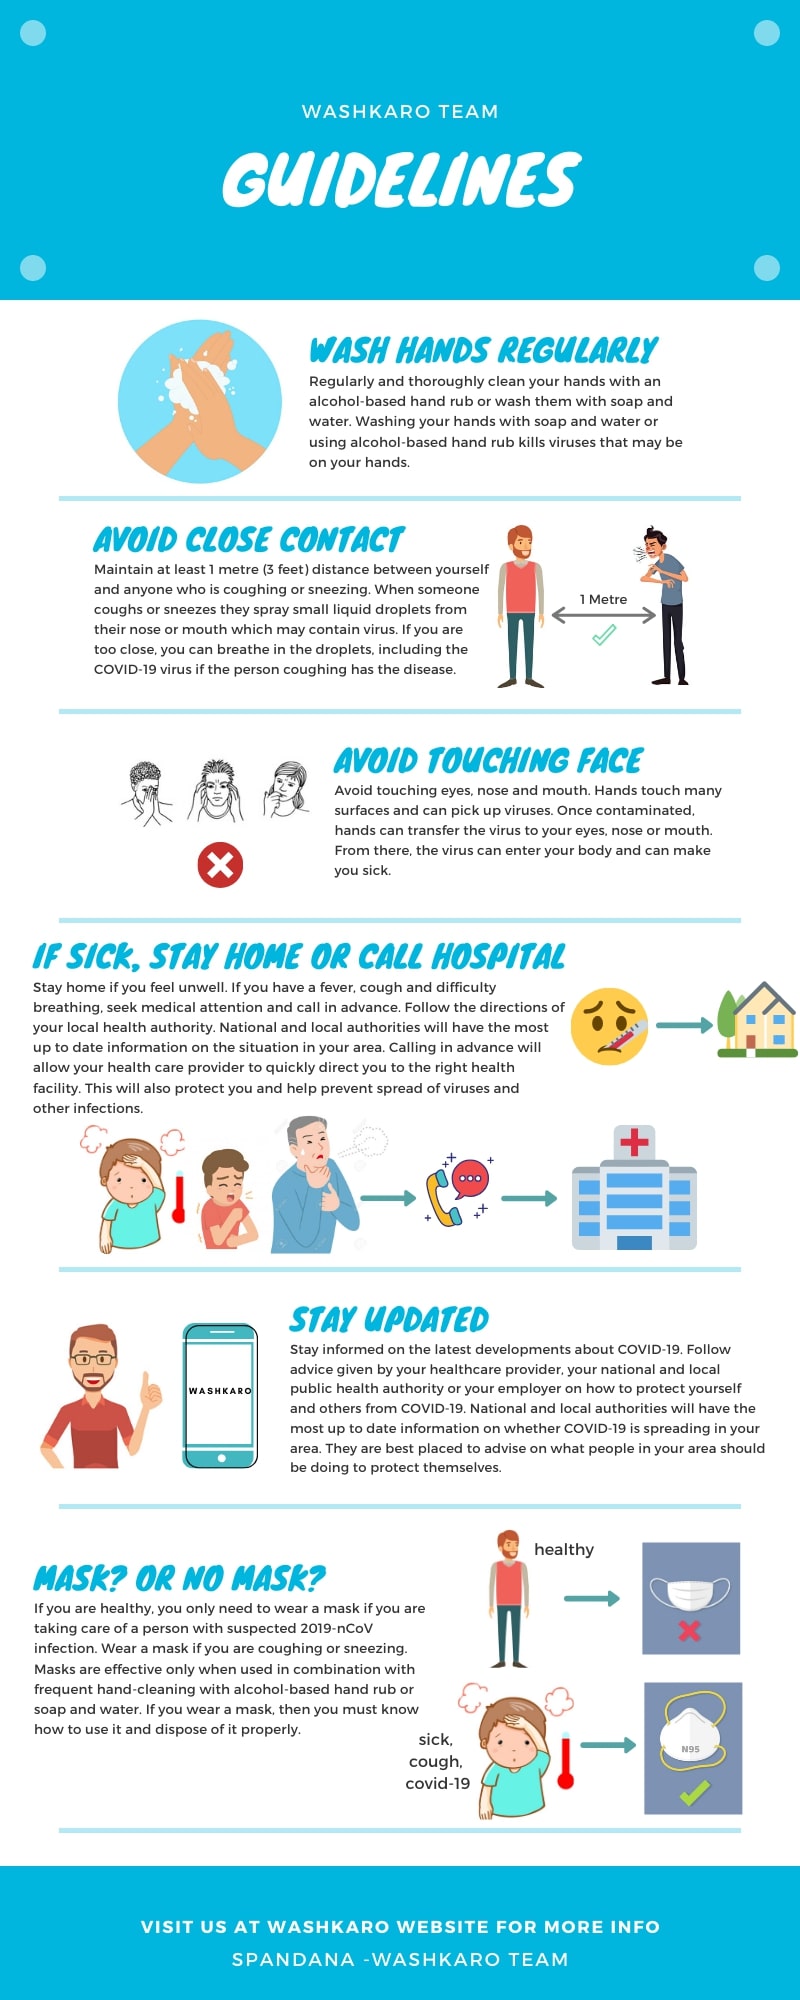 WASHKARO TEAM
GUIDELINES
WASH HANDS REGULARLY
Regularly and thoroughly clean your hands with an
alcohol-based hand rub or wash them with soap and
water. Washing your hands with soap and water or
using alcohol-based hand rub kills viruses that may be
on your hands.
AVOID CLOSE CONTACT
Maintain at least 1 metre (3 feet) distance between yourself
and anyone who is coughing or sneezing. When someone
coughs or sneezes they spray small liquid droplets from
their nose or mouth which may contain virus. If you are
too close, you can breathe in the droplets, including the
COVID-19 virus if the person coughing has the disease.
1 Metre
AVOID TOUCHING FACE
Avoid touching eyes, nose and mouth. Hands touch many
surfaces and can pick up viruses. Once contaminated,
hands can transfer the virus to your eyes, nose or mouth.
From there, the virus can enter your body and can make
you sick.
IF SICK, STAY HOME OR CALL HOSPITAL
Stay home if you feel unwell. If you have a fever, cough and difficulty
breathing, seek medical attention and call in advance. Follow the directions of
your local health authority. National and local authorities will have the most
up to date information on the situation in your area. Calling in advance will
allow your health care provider to quickly direct you to the right health
facility. This will also protect you and help prevent spread of viruses and
other infections.
STAY UPDATED
Stay informed on the latest developments about COVID-19. Follow
advice given by your healthcare provider, your national and local
public health authority or your employer on how to protect yourself
and others from COVID-19. National and local authorities will have the
most up to date information on whether COVID-19 is spreading in your
area. They are best placed to advise on what people in your area should
be doing to protect themselves.
WASHKARO
MASK? OR NO MASK?
If you are healthy, you only need to wear a mask if you are
taking care of a person with suspected 2019-nCoV
infection. Wear a mask if you are coughing or sneezing.
Masks are effective only when used in combination with
frequent hand-cleaning with alcohol-based hand rub or
soap and water. If you wear a mask, then you must know
how to use it and dispose of it properly.
healthy
sick,
cough,
covid-19
N95
VISIT US AT WASHKARO WEBSITE FOR MORE INFO
SPANDANA -WASHKARO TEAM